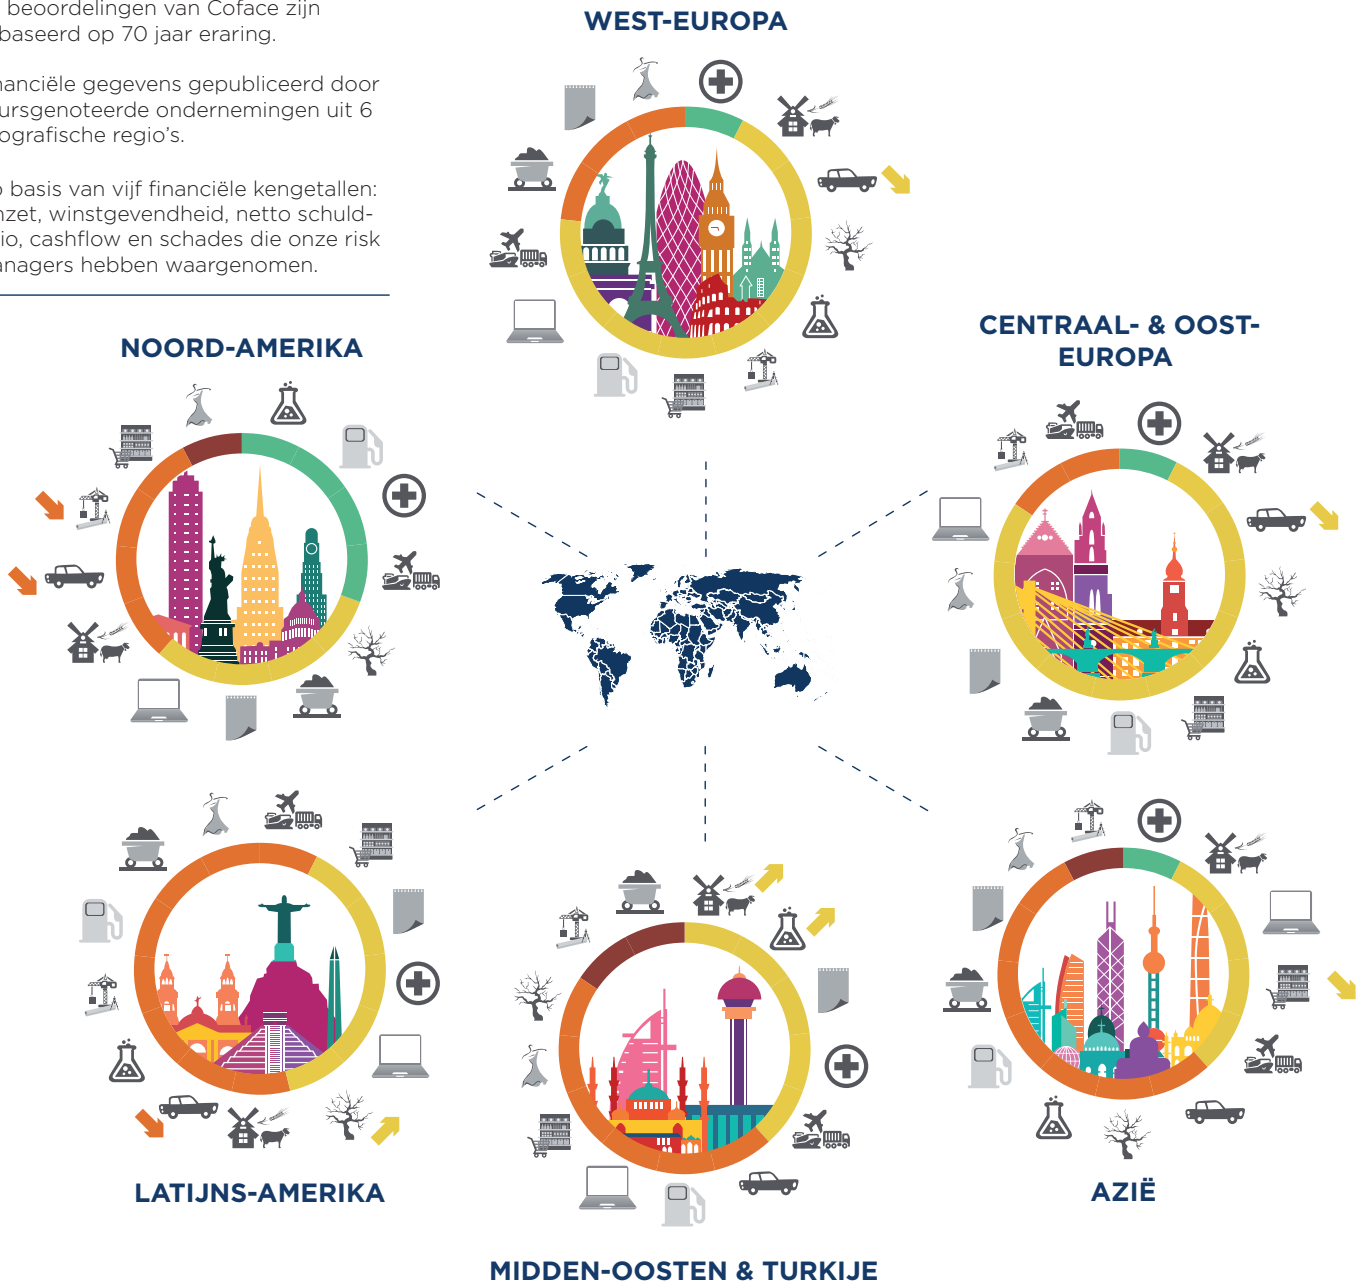 beoordelingen van Coface zijn
baseerd op 70 jaar eraring.
nanciële gegevens gepubliceerd door
ursgenoteerde ondernemingen uit 6
ografische regio's.
basis van vijf financiële kengetallen:
nzet, winstgevendheid, netto schuld-
io, cashflow en schades die onze risk
anagers hebben waargenomen.
WEST-EUROPA
NOORD-AMERIKA
CENTRAAL- & OOST-
EUROPA
LATIJNS-AMERIKA
AZIË
MIDDEN-OOSTEN & TURKIJE